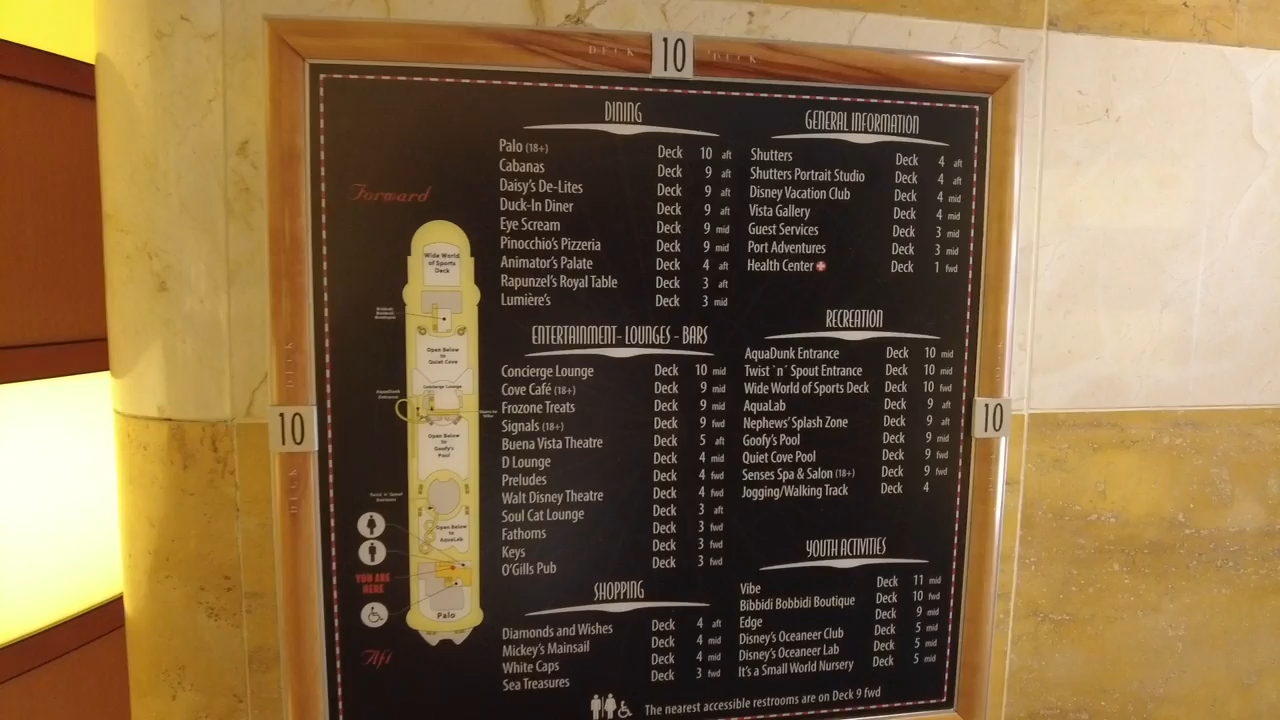 DECK 10 DECK
DINING
Palo (18+) Deck 10 aft
Cabanas Deck 9 aft
Daisy's De-Lites Deck 9 aft
Duck-In Diner Deck 9 aft
Eye Scream Deck 9 mid
Pinocchio's Pizzeria Deck 9 mid
Animator's Palate Deck 4 aft
Rapunzel's Royal Table Deck 3 aft
Lumière's Deck 3 mid
ENTERTAINMENT - LOUNGES - BARS
Concierge Lounge Deck 10 mid
Cove Café (18+) Deck 9 mid
Frozone Treats Deck 9 mid
Signals (18+) Deck 9 fwd
Buena Vista Theatre Deck 5 aft
D Lounge Deck 4 mid
Preludes Deck 4 fwd
Walt Disney Theatre Deck 4 fwd
Soul Cat Lounge Deck 3 aft
Fathoms Deck 3 fwd
Keys Deck 3 fwd
O'Gills Pub Deck 3 fwd
SHOPPING
Diamonds and Wishes Deck 4 aft
Mickey's Mainsail Deck 4 mid
White Caps Deck 4 mid
Sea Treasures Deck 3 fwd
GENERAL INFORMATION
Shutters Deck 4 aft
Shutters Portrait Studio Deck 4 aft
Disney Vacation Club Deck 4 mid
Vista Gallery Deck 4 mid
Guest Services Deck 3 mid
Port Adventures Deck 3 mid
Health Center Deck 1 fwd
RECREATION
AquaDunk Entrance Deck 10 mid
Twist ´n´ Spout Entrance Deck 10 mid
Wide World of Sports Deck Deck 10 fwd
AquaLab Deck 9 aft
Nephews' Splash Zone Deck 9 aft
Goofy's Pool Deck 9 mid
Quiet Cove Pool Deck 9 fwd
Senses Spa & Salon (18+) Deck 9 fwd
Jogging/Walking Track Deck 4
YOUTH ACTIVITIES
Vibe Deck 11 mid
Bibbidi Bobbidi Boutique Deck 10 fwd
Edge Deck 9 mid
Disney's Oceaneer Club Deck 5 mid
Disney's Oceaneer Lab Deck 5 mid
It's a Small World Nursery Deck 5 mid
The nearest accessible restrooms are on Deck 9 fwd
Forward
Wide World
of Sports
Deck
Open Below
to
Quiet Cove
Concierge Lounge
AquaDunk
Entrance
Open Below
to
Goofy's
Pool
Open Below
to
AquaLab
YOU ARE
HERE
Palo
Aft
DECK 10 DECK
DECK 10 DECK